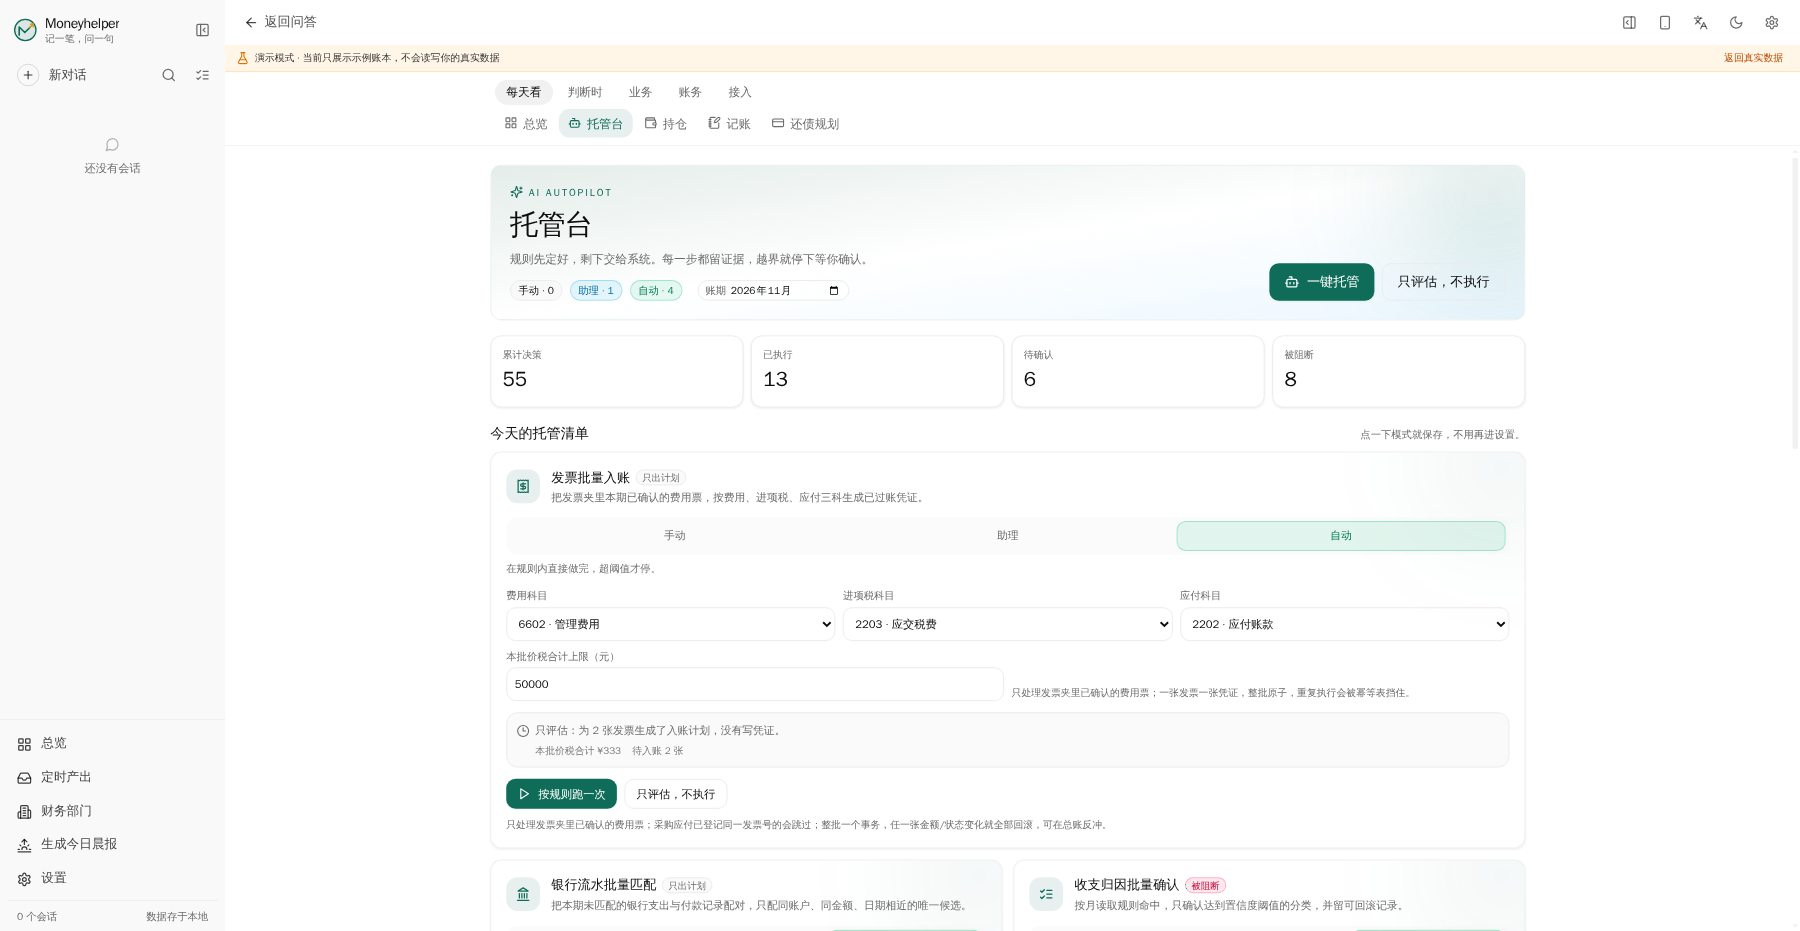 Moneyhelper
记一笔，问一句
新对话
还没有会话
总览
定时产出
财务部门
生成今日晨报
设置
0 个会话 数据存于本地
返回问答
演示模式 · 当前只展示示例账本，不会读写你的真实数据 返回真实数据
每天看 判断时 业务 账务 接入
总览 托管台 持仓 记账 还债规划
AI AUTOPILOT
托管台
规则先定好，剩下交给系统。每一步都留证据，越界就停下等你确认。
手动 · 0 助理 · 1 自动 · 4 账期 2026年11月
一键托管 只评估，不执行
累计决策 已执行 待确认 被阻断
55 13 6 8
今天的托管清单 点一下模式就保存，不用再进设置。
发票批量入账 只出计划
把发票夹里本期已确认的费用票，按费用、进项税、应付三科生成已过账凭证。
手动 助理 自动
在规则内直接做完，超阈值才停。
费用科目 进项税科目 应付科目
6602 · 管理费用 2203 · 应交税费 2202 · 应付账款
本批价税合计上限（元）
50000
只处理发票夹里已确认的费用票；一张发票一张凭证，整批原子，重复执行会被幂等表挡住。
只评估：为 2 张发票生成了入账计划，没有写凭证。
本批价税合计 ¥333 待入账 2 张
按规则跑一次 只评估，不执行
只处理发票夹里已确认的费用票；采购应付已登记同一发票号的会跳过；整批一个事务，任一张金额/状态变化就全部回滚，可在总账反冲。
银行流水批量匹配 只出计划
把本期未匹配的银行支出与付款记录配对，只配同账户、同金额、日期相近的唯一候选。
收支归因批量确认 被阻断
按月读取规则命中，只确认达到置信度阈值的分类，并留可回滚记录。